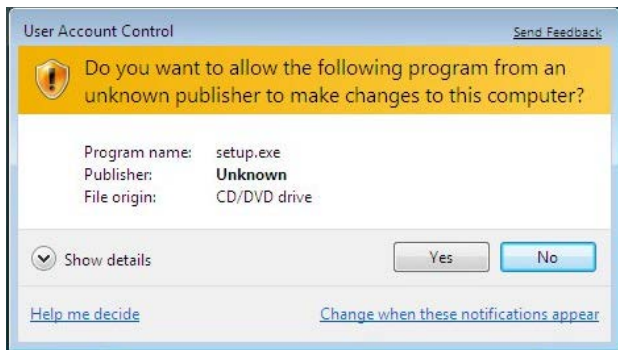 User Account Control
Send Feedback
Do you want to allow the following program from an
unknown publisher to make changes to this computer?
Program name: setup.exe
Publisher: Unknown
File origin: CD/DVD drive
Show details
Yes
No
Help me decide
Change when these notifications appear